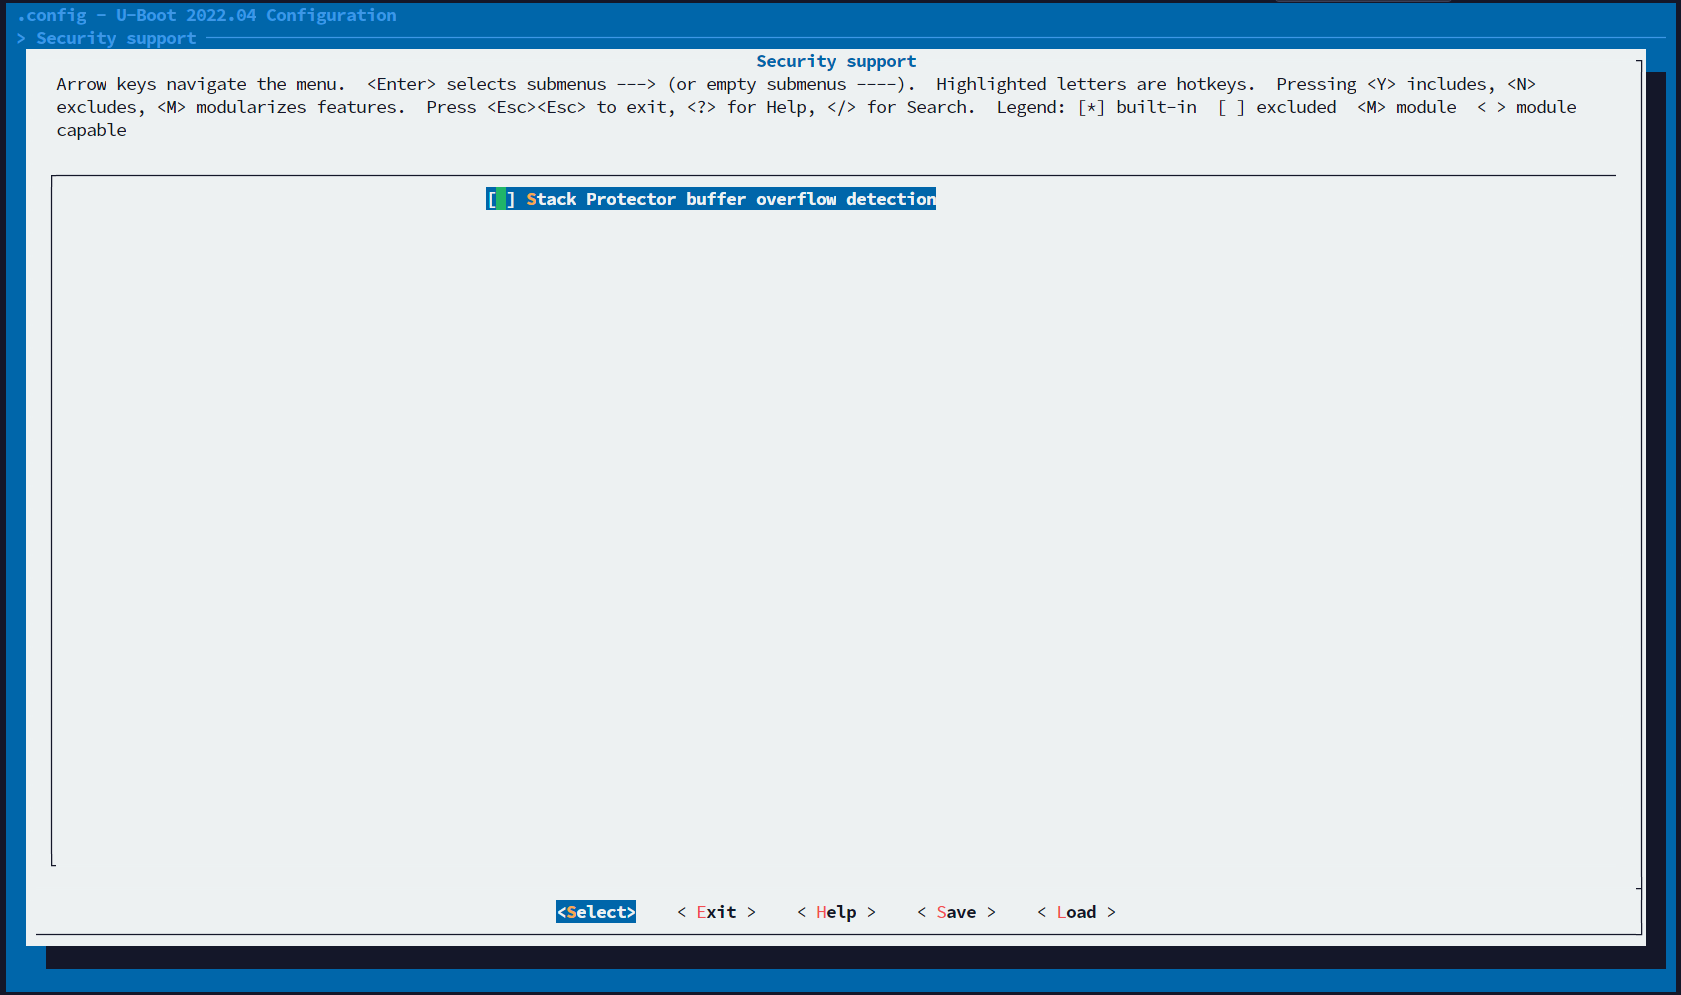 .config - U-Boot 2022.04 Configuration
> Security support
Security support
Arrow keys navigate the menu.  <Enter> selects submenus ---> (or empty submenus ----).  Highlighted letters are hotkeys.  Pressing <Y> includes, <N>
excludes, <M> modularizes features.  Press <Esc><Esc> to exit, <?> for Help, </> for Search.  Legend: [*] built-in  [ ] excluded  <M> module  < > module
capable
[ ] Stack Protector buffer overflow detection
<Select>    < Exit >    < Help >    < Save >    < Load >